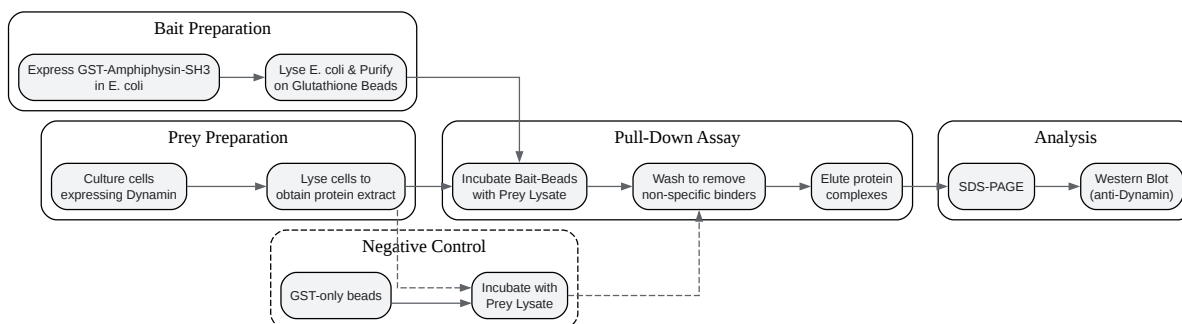 Bait Preparation
Express GST-Amphiphysin-SH3
in E. coli
Lyse E. coli & Purify
on Glutathione Beads
Prey Preparation
Culture cells
expressing Dynamin
Lyse cells to
obtain protein extract
Pull-Down Assay
Incubate Bait-Beads
with Prey Lysate
Wash to remove
non-specific binders
Elute protein
complexes
Analysis
SDS-PAGE
Western Blot
(anti-Dynamin)
Negative Control
GST-only beads
Incubate with
Prey Lysate